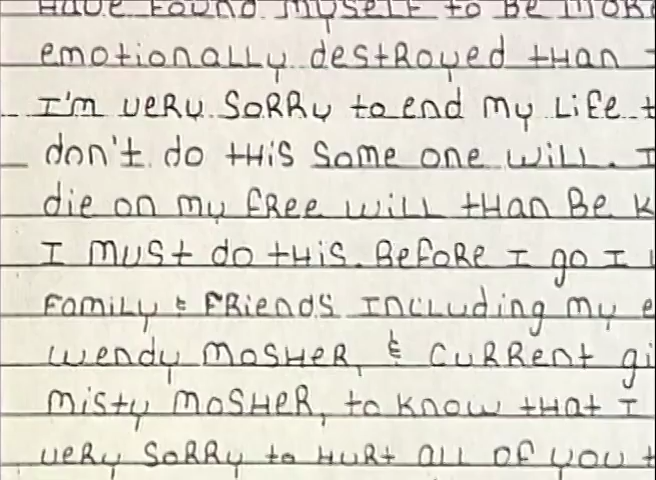 Have found myself to be
emotionally destroyed than
I'm very sorry to end my life
don't do this some one will. I
die on my free will than be
I must do this. Before I go I
family & friends including my
wendy mosher, & current
misty mosher, to know that I
very sorry to hurt all of you